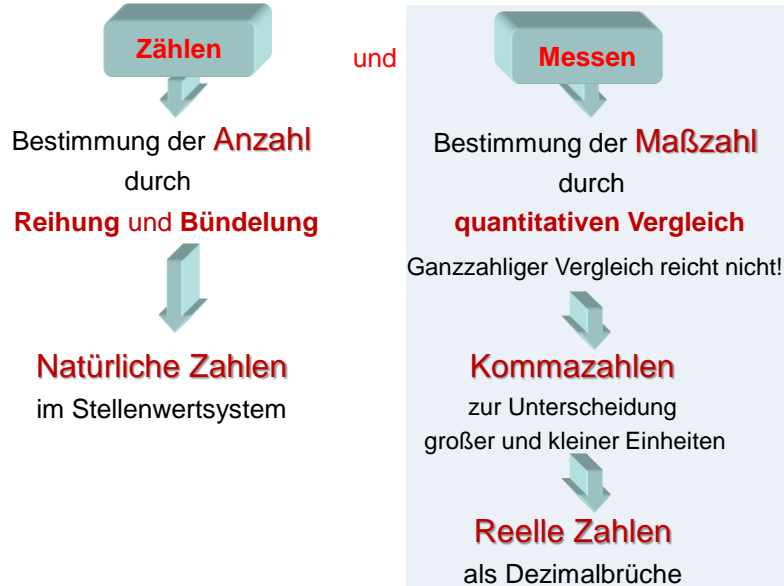 Zählen
und
Messen
Bestimmung der Anzahl
durch
Reihung und Bündelung
Natürliche Zahlen
im Stellenwertsystem
Bestimmung der Maßzahl
durch
quantitativen Vergleich
Ganzzahliger Vergleich reicht nicht!
Kommazahlen
zur Unterscheidung
großer und kleiner Einheiten
Reelle Zahlen
als Dezimalbrüche